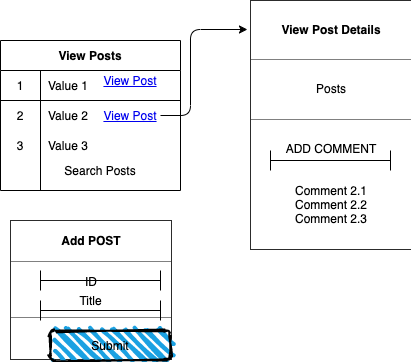 View Posts
1 Value 1 View Post
2 Value 2 View Post
3 Value 3
Search Posts
View Post Details
Posts
ADD COMMENT
Comment 2.1
Comment 2.2
Comment 2.3
Add POST
ID
Title
Submit